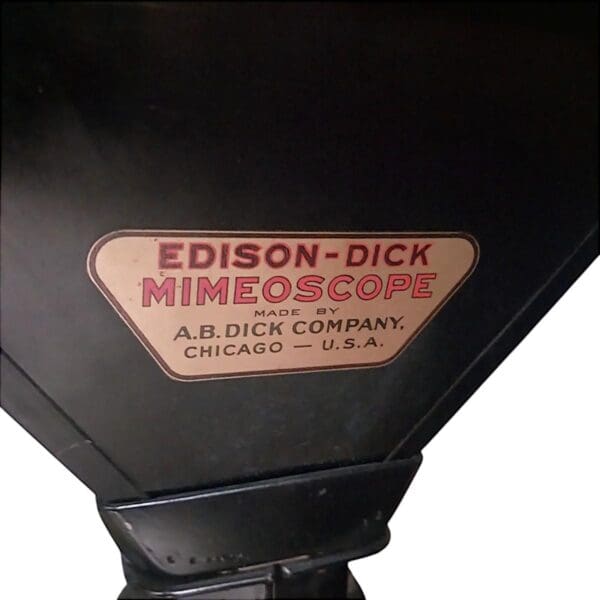 EDISON-DICK
MIMEOSCOPE
MADE BY
A.B. DICK COMPANY,
CHICAGO — U.S.A.